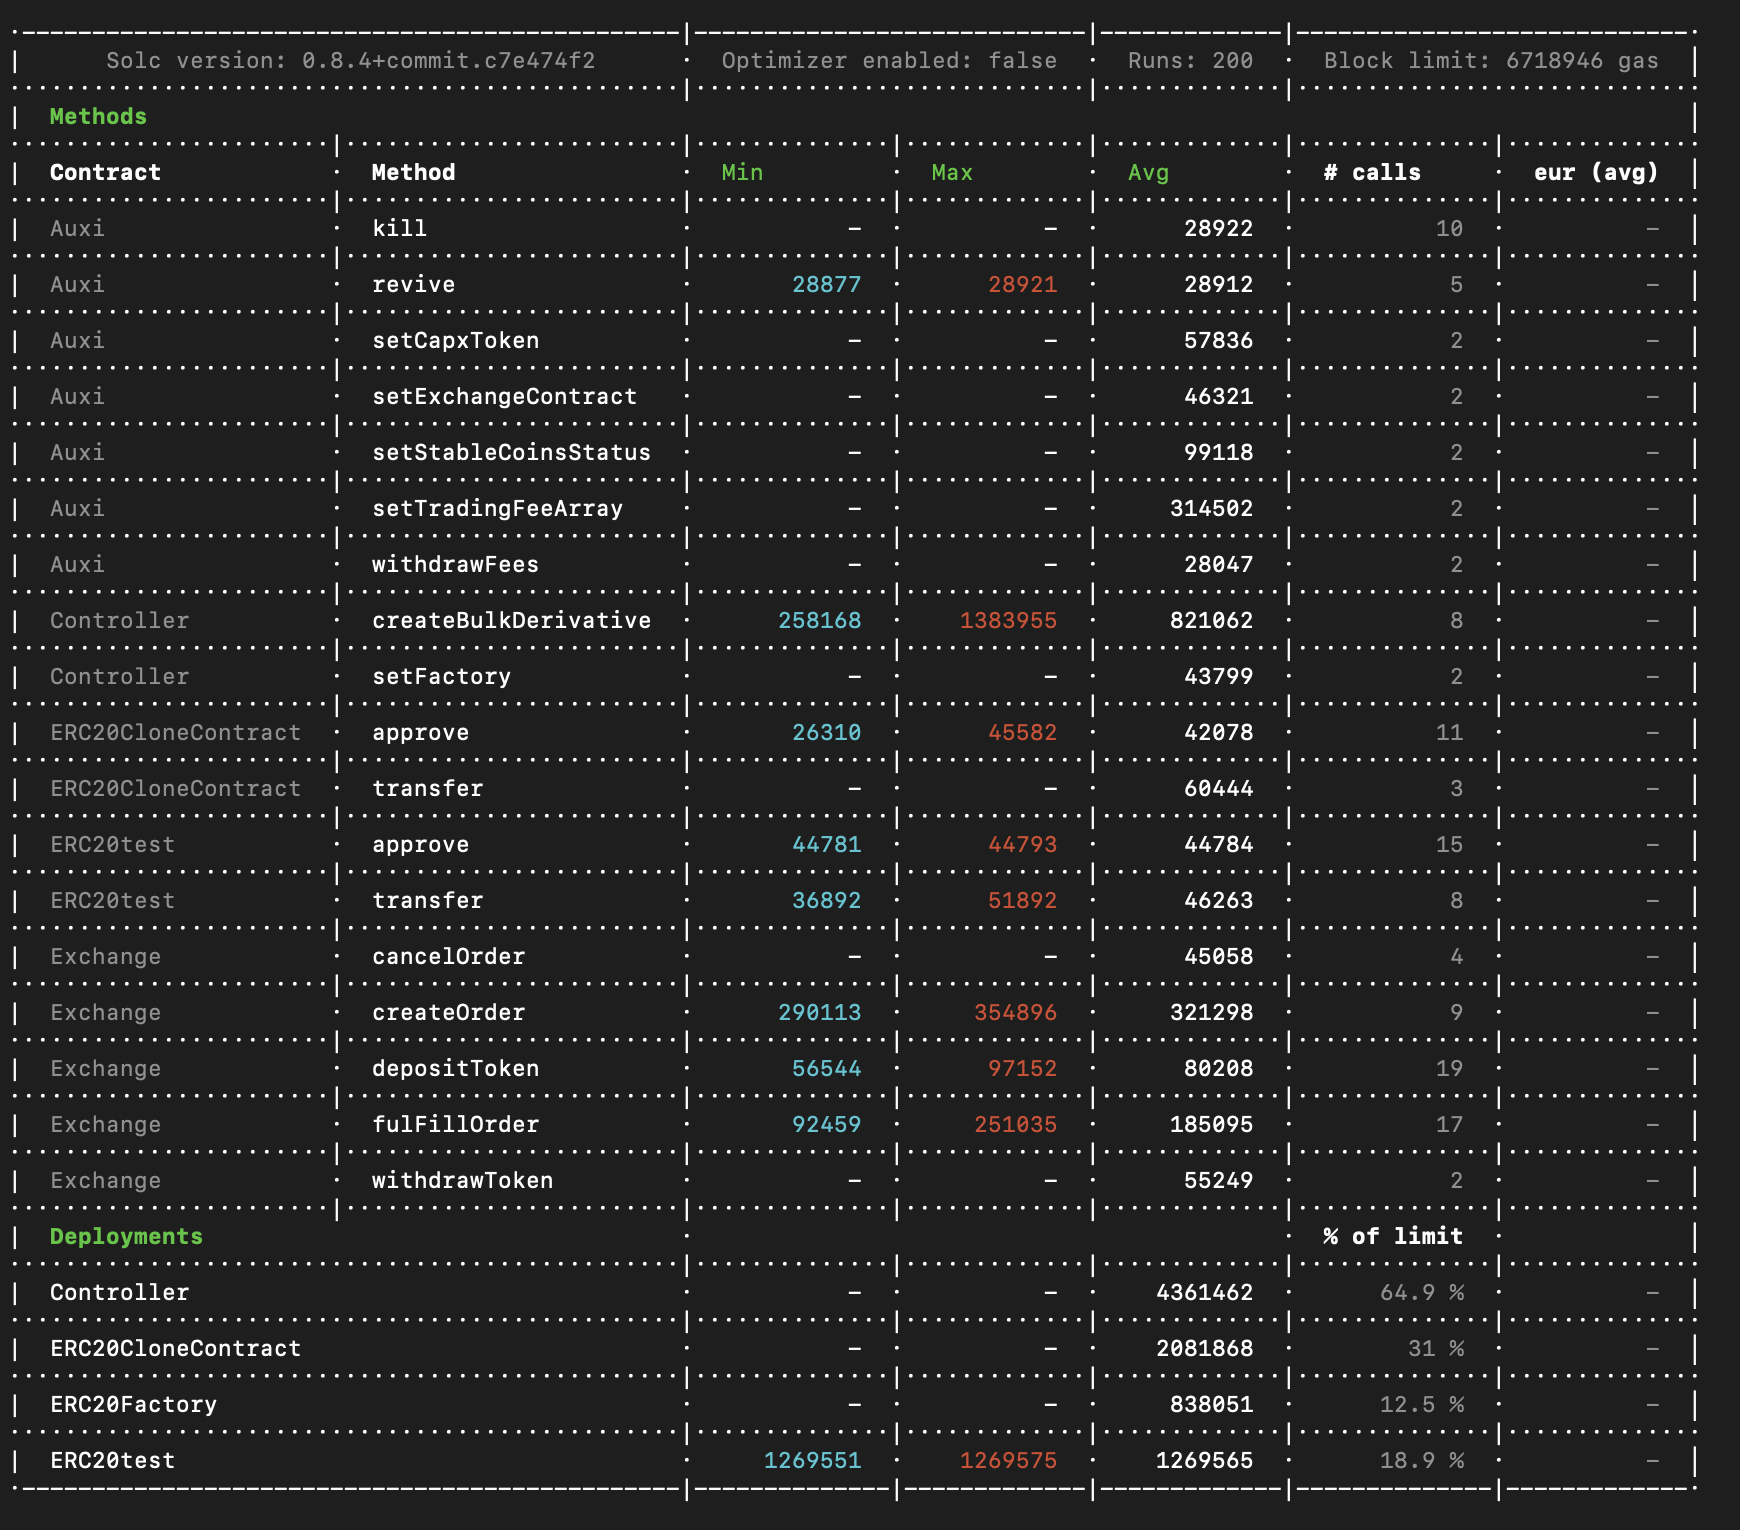 Solc version: 0.8.4+commit.c7e474f2 · Optimizer enabled: false · Runs: 200 · Block limit: 6718946 gas
Methods
Contract · Method · Min · Max · Avg · # calls · eur (avg)
Auxi · kill · - · - · 28922 · 10 · -
Auxi · revive · 28877 · 28921 · 28912 · 5 · -
Auxi · setCapxToken · - · - · 57836 · 2 · -
Auxi · setExchangeContract · - · - · 46321 · 2 · -
Auxi · setStableCoinsStatus · - · - · 99118 · 2 · -
Auxi · setTradingFeeArray · - · - · 314502 · 2 · -
Auxi · withdrawFees · - · - · 28047 · 2 · -
Controller · createBulkDerivative · 258168 · 1383955 · 821062 · 8 · -
Controller · setFactory · - · - · 43799 · 2 · -
ERC20CloneContract · approve · 26310 · 45582 · 42078 · 11 · -
ERC20CloneContract · transfer · - · - · 60444 · 3 · -
ERC20test · approve · 44781 · 44793 · 44784 · 15 · -
ERC20test · transfer · 36892 · 51892 · 46263 · 8 · -
Exchange · cancelOrder · - · - · 45058 · 4 · -
Exchange · createOrder · 290113 · 354896 · 321298 · 9 · -
Exchange · depositToken · 56544 · 97152 · 80208 · 19 · -
Exchange · fulFillOrder · 92459 · 251035 · 185095 · 17 · -
Exchange · withdrawToken · - · - · 55249 · 2 · -
Deployments · · % of limit ·
Controller · - · - · 4361462 · 64.9 % · -
ERC20CloneContract · - · - · 2081868 · 31 % · -
ERC20Factory · - · - · 838051 · 12.5 % · -
ERC20test · 1269551 · 1269575 · 1269565 · 18.9 % · -